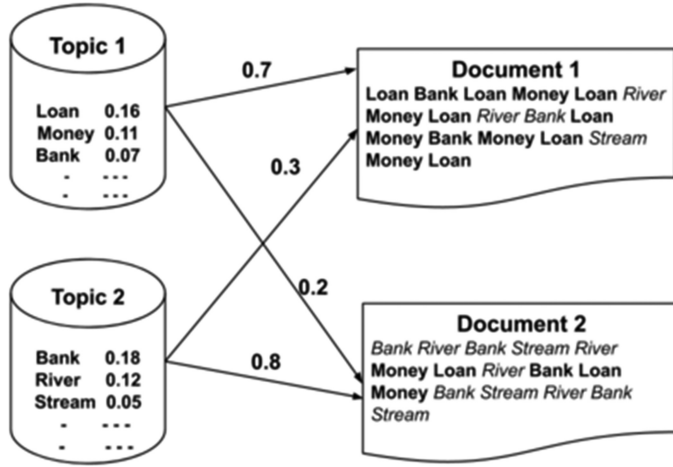 Topic 1
Loan 0.16
Money 0.11
Bank 0.07
- ---
- ---
0.7
0.3
0.2
0.8
Document 1
Loan Bank Loan Money Loan River
Money Loan River Bank Loan
Money Bank Money Loan Stream
Money Loan
Topic 2
Bank 0.18
River 0.12
Stream 0.05
- ---
- ---
Document 2
Bank River Bank Stream River
Money Loan River Bank Loan
Money Bank Stream River Bank
Stream